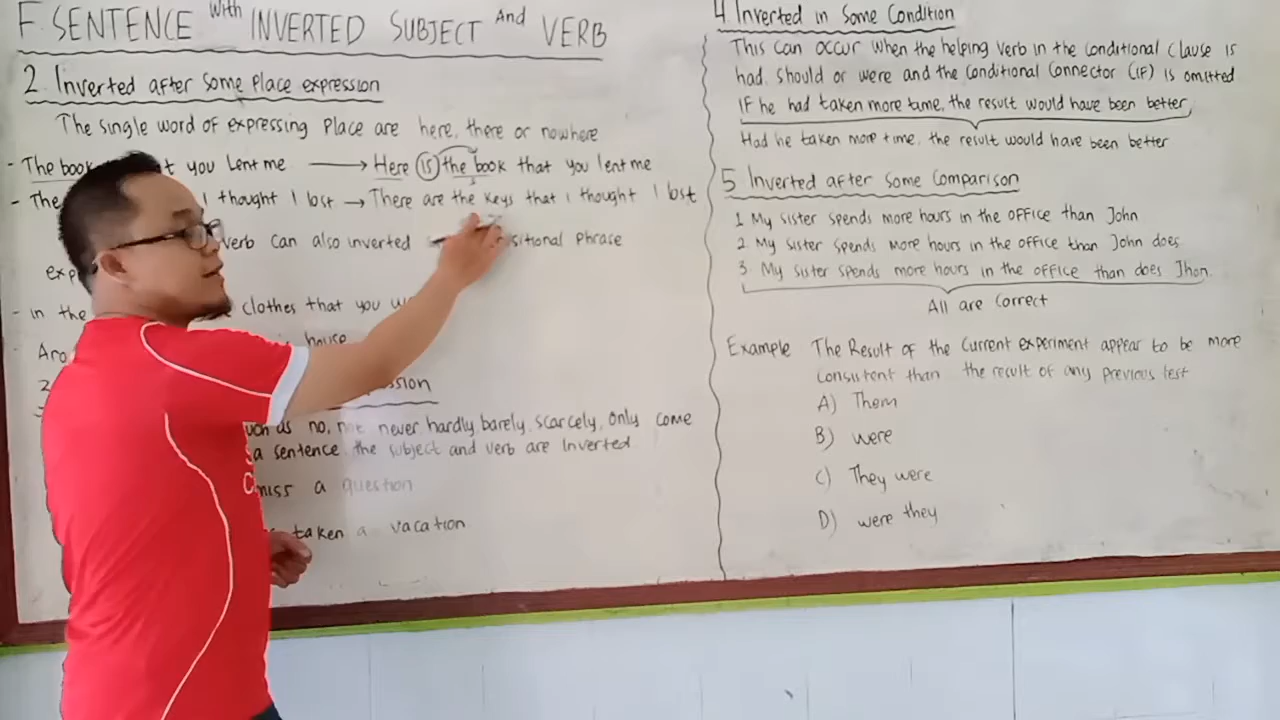 F. SENTENCE With INVERTED SUBJECT And VERB
2. Inverted after Some Place expression
The single word of expressing Place are here, there or nowhere
- The book t you Lent me → Here is the book that you lent me
- The I thought I lost → There are the keys that I thought I lost
verb can also inverted sitional Phrase
exp
- in the clothes that you w
Aro house
2
ssion
uch as no, not never hardly barely, scarcely, only come
a sentence, the subject and verb are inverted.
miss a question
taken a vacation
4 Inverted in Some Condition
This can occur when the helping verb in the conditional clause is
had, should or were and the conditional connector (IF) is omitted
IF he had taken more time, the result would have been better
Had he taken more time, the result would have been better
5. Inverted after Some Comparison
1. My sister spends more hours in the office than John
2. My sister spends more hours in the office than John does
3. My sister spends more hours in the office than does Jhon.
All are correct
Example The Result of the current experiment appear to be more
consistent than the result of any previous test
A) Them
B) were
C) They were
D) were they